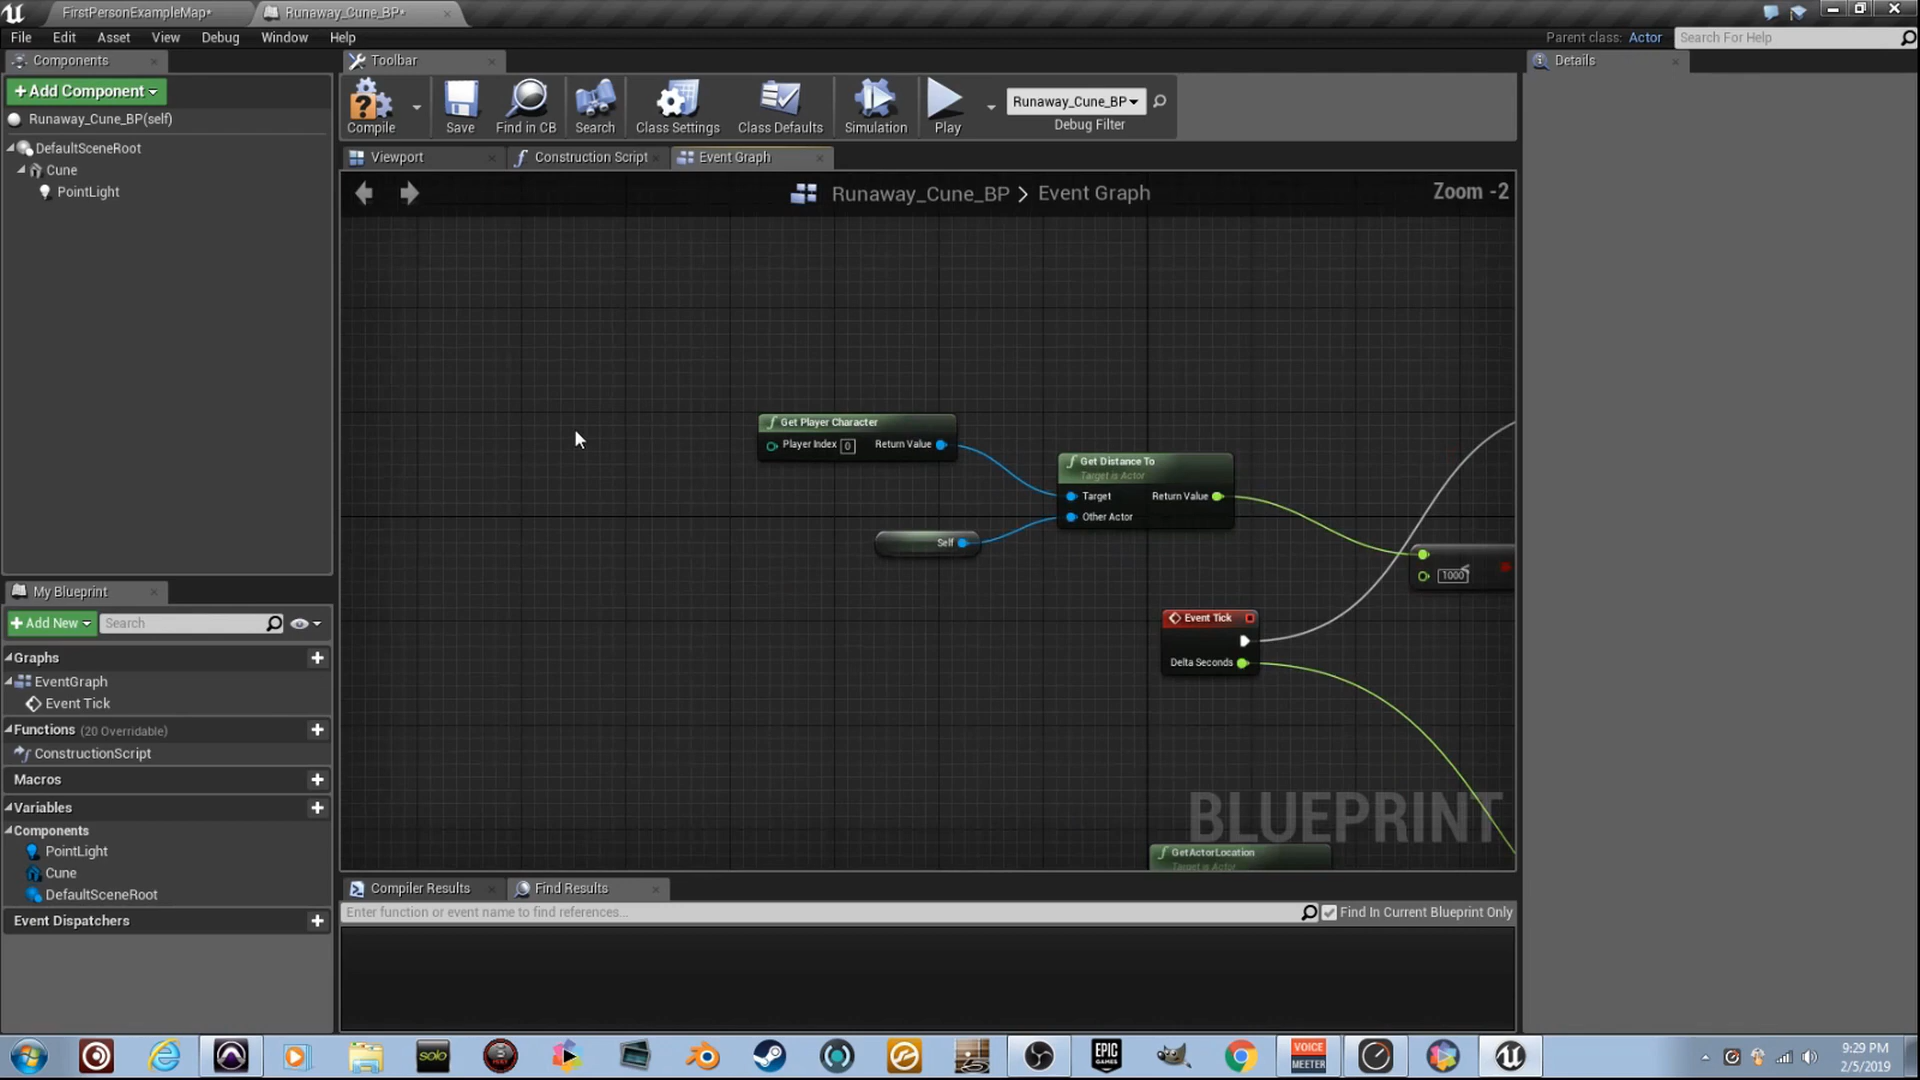 FirstPersonExampleMap*
Runaway_Cune_BP*
File Edit Asset View Debug Window Help
Parent class: Actor
Search For Help
Components
Toolbar
Details
+Add Component
Runaway_Cune_BP(self)
DefaultSceneRoot
Cune
PointLight
Compile
Save
Find in CB
Search
Class Settings
Class Defaults
Simulation
Play
Runaway_Cune_BP
Debug Filter
Viewport
Construction Script
Event Graph
Runaway_Cune_BP > Event Graph
Zoom -2
Get Player Character
Player Index 0 Return Value
Get Distance To
Target is Actor
Target Return Value
Other Actor
Self
1000
<
Event Tick
Delta Seconds
BLUEPRINT
GetActorLocation
Target is Actor
My Blueprint
+Add New
Search
Graphs
EventGraph
Event Tick
Functions (20 Overridable)
ConstructionScript
Macros
Variables
Components
PointLight
Cune
DefaultSceneRoot
Event Dispatchers
Compiler Results
Find Results
Enter function or event name to find references...
Find In Current Blueprint Only
solo
EPIC
GAMES
VOICE
MEETER
9:29 PM
2/5/2019